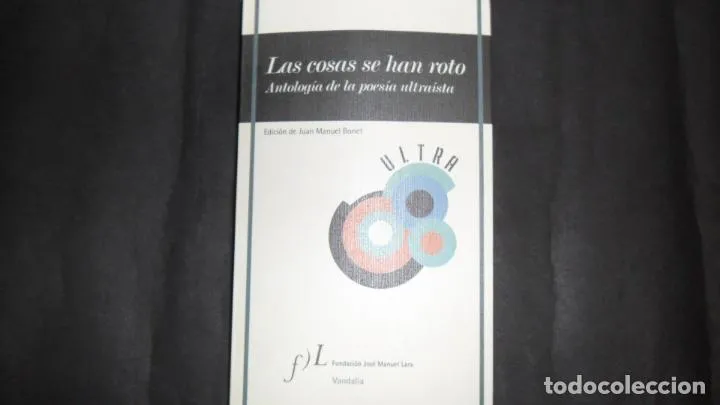 Las cosas se han roto
Antología de la poesía ultraísta
Edición de Juan Manuel Bonet
ULTRA
f)L Fundación José Manuel Lara
Vandalia
todocoleccion